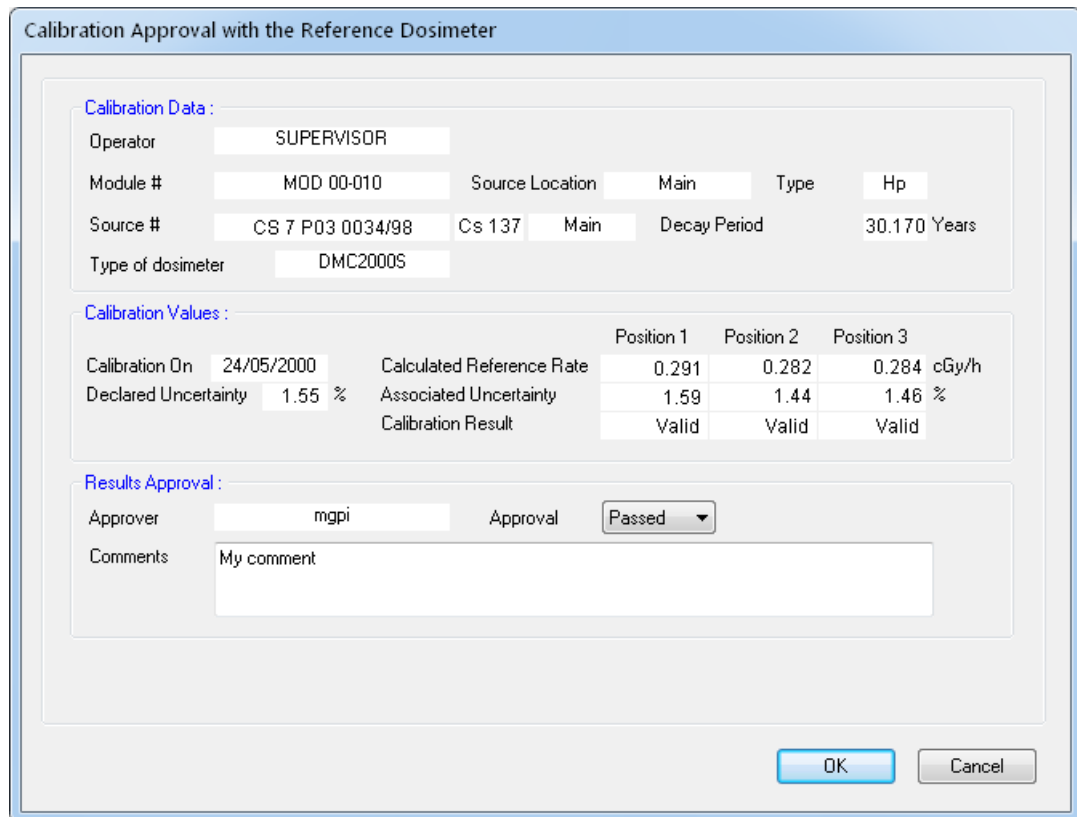 Calibration Approval with the Reference Dosimeter
Calibration Data :
Operator SUPERVISOR
Module # MOD 00-010 Source Location Main Type Hp
Source # CS 7 P03 0034/98 Cs 137 Main Decay Period 30.170 Years
Type of dosimeter DMC2000S
Calibration Values :
Position 1 Position 2 Position 3
Calibration On 24/05/2000 Calculated Reference Rate 0.291 0.282 0.284 cGy/h
Declared Uncertainty 1.55 % Associated Uncertainty 1.59 1.44 1.46 %
Calibration Result Valid Valid Valid
Results Approval :
Approver mgpi Approval Passed
Comments My comment
OK Cancel